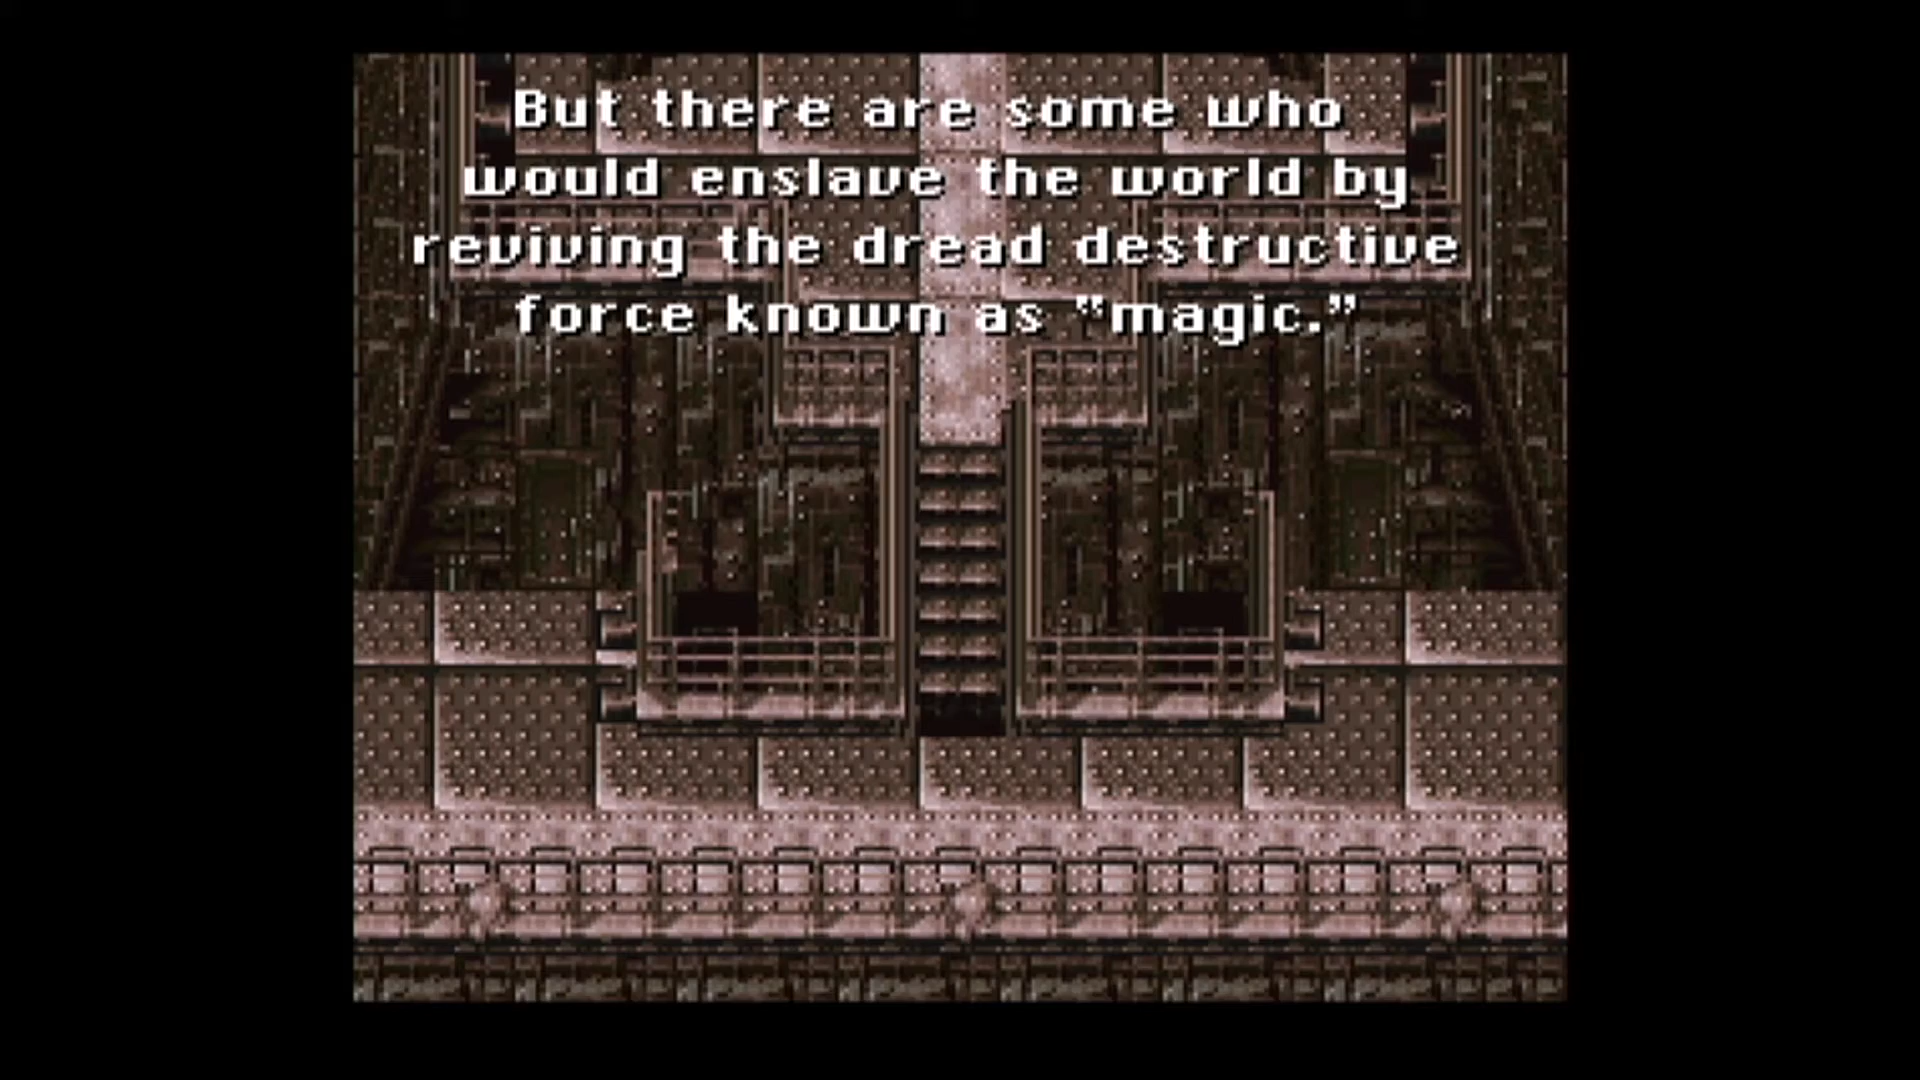 But there are some who
would enslave the world by
reviving the dread destructive
force known as "magic."